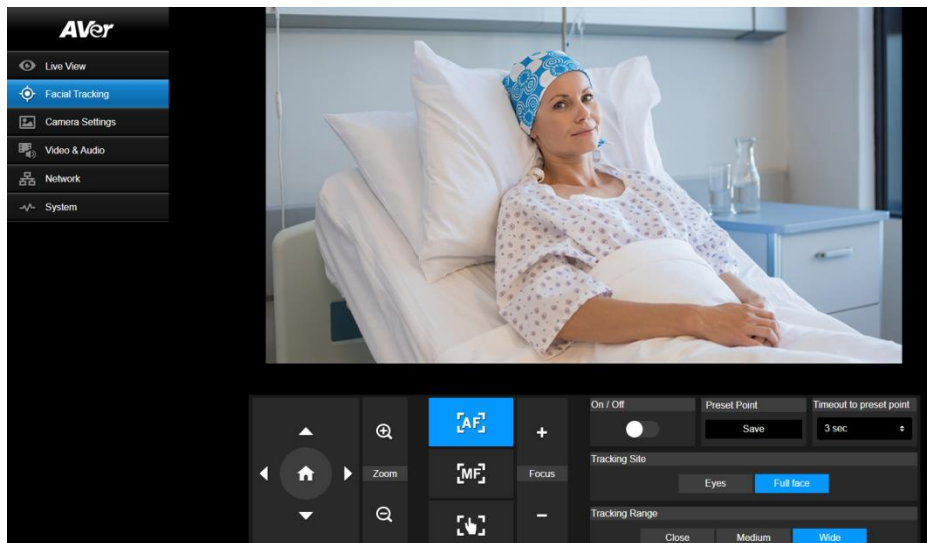 AVer
Live View
Facial Tracking
Camera Settings
Video & Audio
Network
System
AF
MF
Zoom
Focus
On / Off
Preset Point
Timeout to preset point
Save
3 sec
Tracking Site
Eyes
Full face
Tracking Range
Close
Medium
Wide